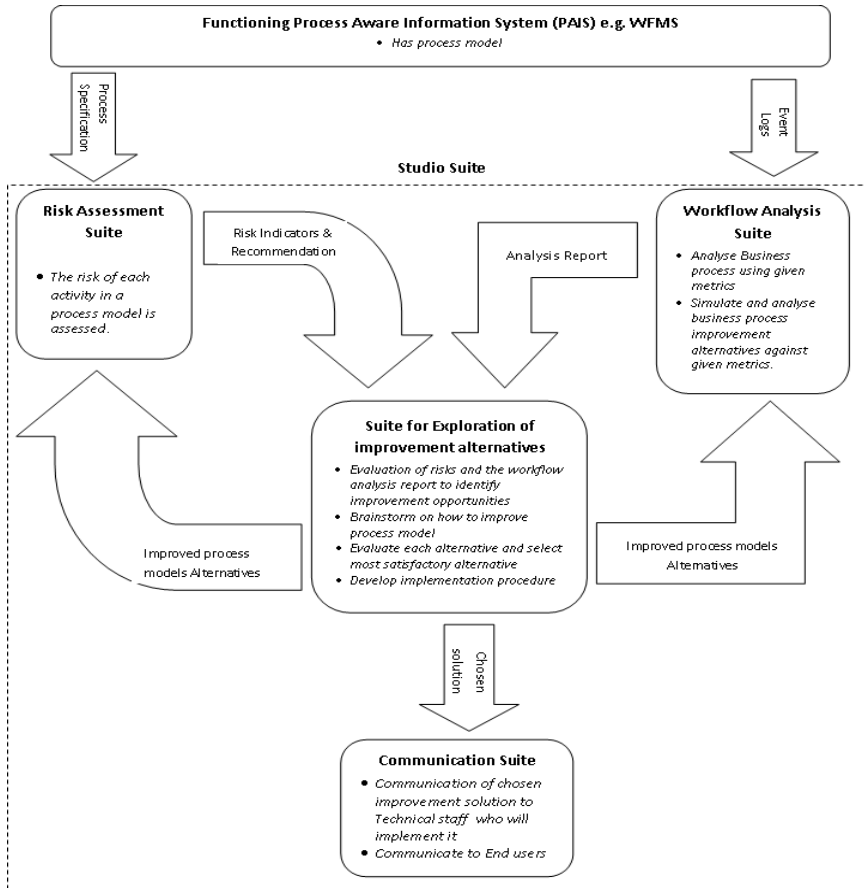 Functioning Process Aware Information System (PAIS) e.g. WFMS
• Has process model
Process
Specification
Event
Logs
Studio Suite
Risk Assessment
Suite
• The risk of each
activity in a
process model is
assessed.
Risk Indicators &
Recommendation
Analysis Report
Workflow Analysis
Suite
• Analyse Business
process using given
metrics
• Simulate and analyse
business process
improvement
alternatives against
given metrics.
Suite for Exploration of
improvement alternatives
• Evaluation of risks and the workflow
analysis report to identify
improvement opportunities
• Brainstorm on how to improve
process model
• Evaluate each alternative and select
most satisfactory alternative
• Develop implementation procedure
Improved process
models Alternatives
Improved process models
Alternatives
Chosen
solution
Communication Suite
• Communication of chosen
improvement solution to
Technical staff who will
implement it
• Communicate to End users